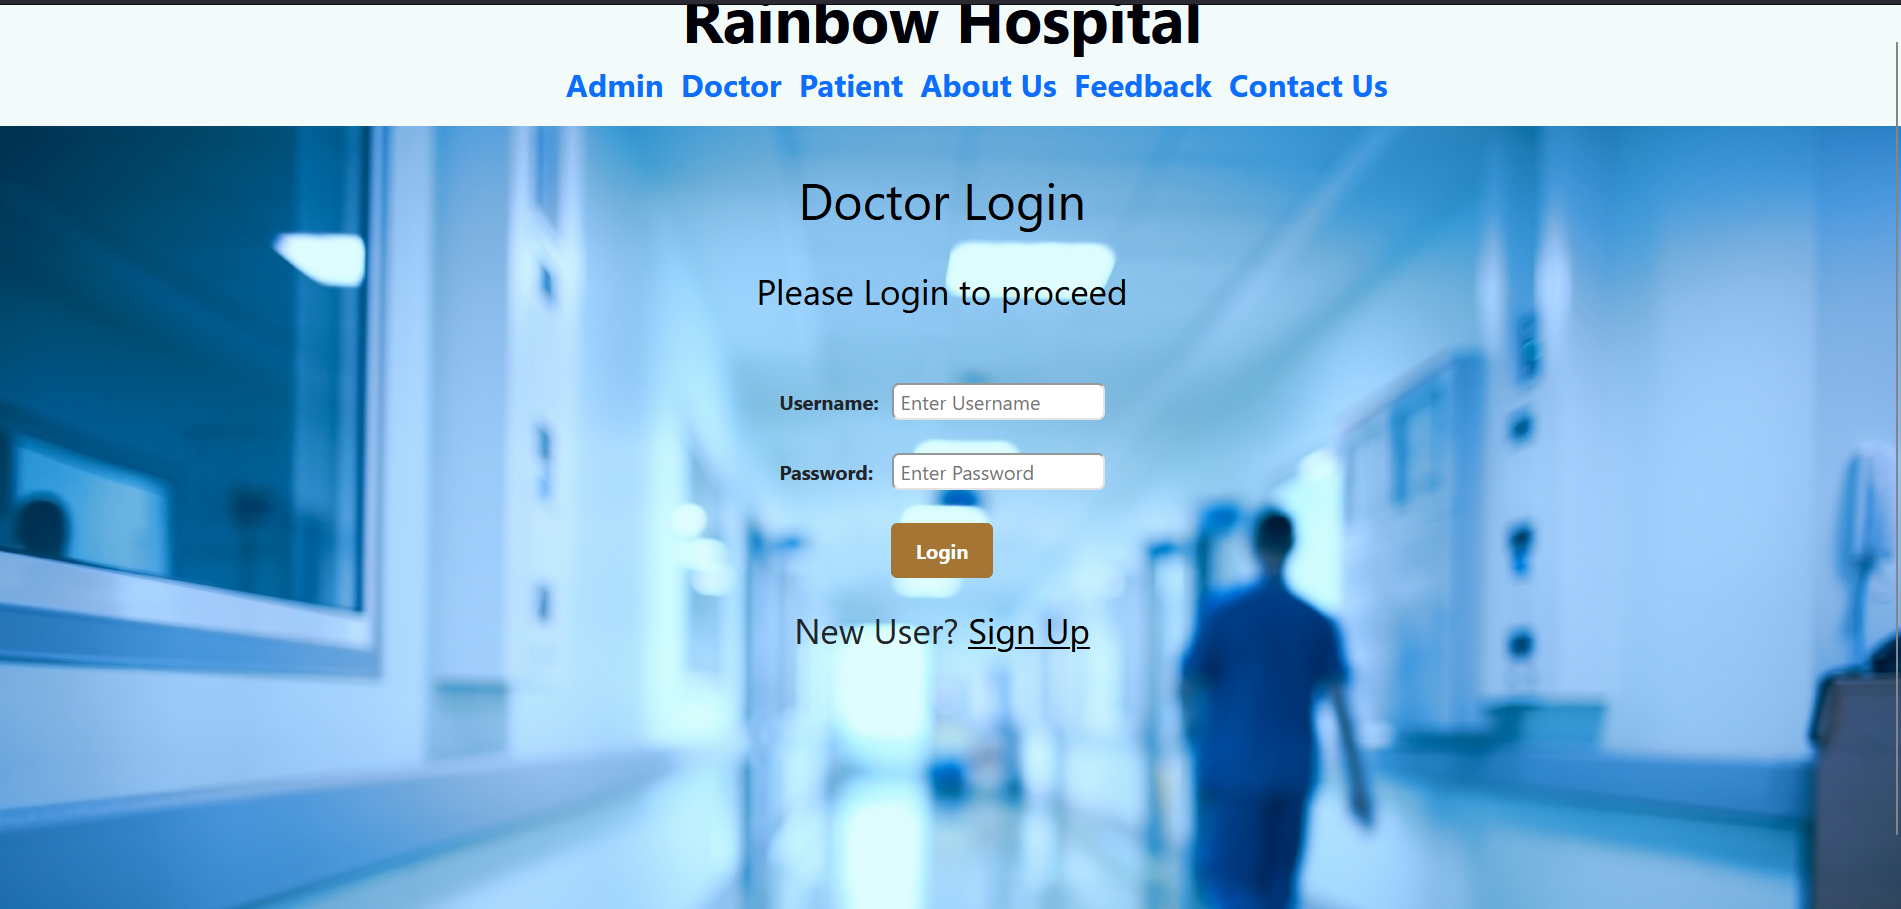 Rainbow Hospital
Admin Doctor Patient About Us Feedback Contact Us
Doctor Login
Please Login to proceed
Username: Enter Username
Password: Enter Password
Login
New User? Sign Up